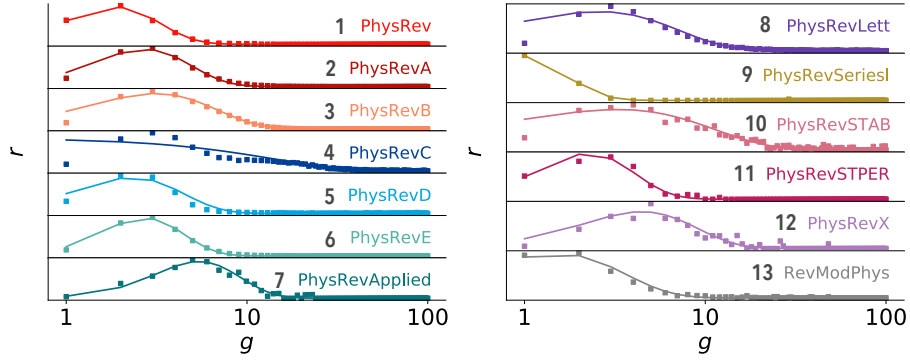 1 PhysRev
2 PhysRevA
3 PhysRevB
4 PhysRevC
5 PhysRevD
6 PhysRevE
7 PhysRevApplied
r
1 10 100
g
8 PhysRevLett
9 PhysRevSeriesI
10 PhysRevSTAB
11 PhysRevSTPER
12 PhysRevX
13 RevModPhys
r
1 10 100
g